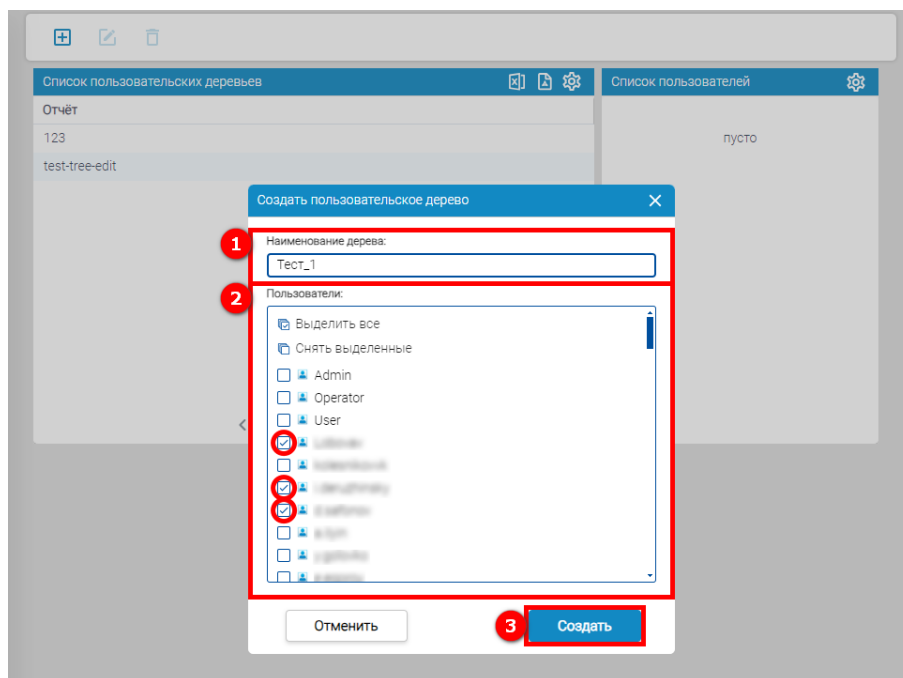 Список пользовательских деревьев
Список пользователей
Отчёт
123
пусто
test-tree-edit
Создать пользовательское дерево
1
Наименование дерева:
Тест_1
2
Пользователи:
Выделить все
Снять выделенные
Admin
Operator
User
Отменить
3
Создать